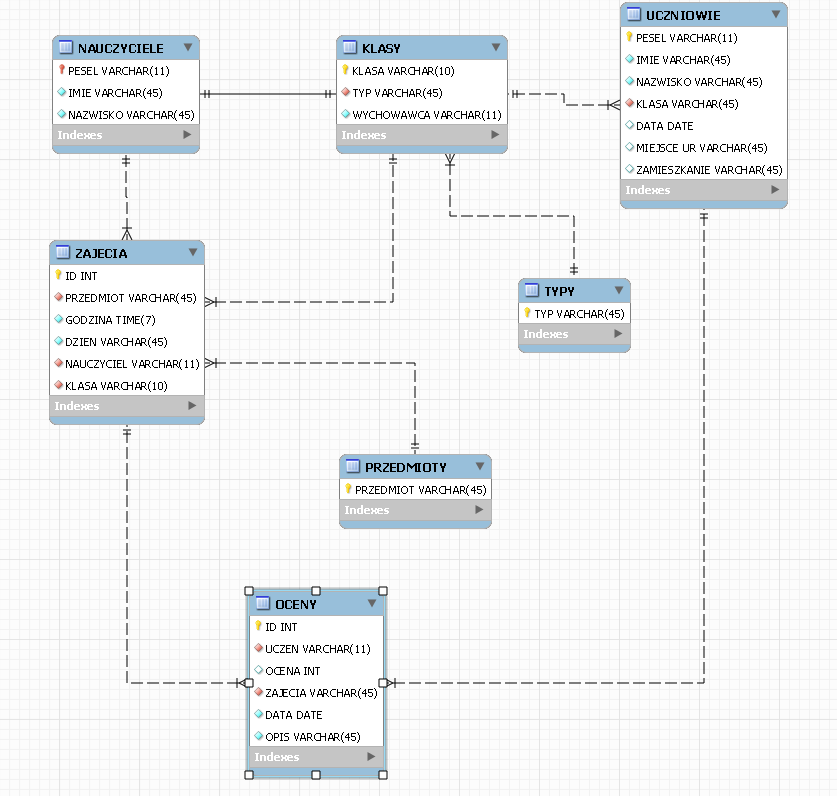 NAUCZYCIELE
PESEL VARCHAR(11)
IMIE VARCHAR(45)
NAZWISKO VARCHAR(45)
Indexes
KLASY
KLASA VARCHAR(10)
TYP VARCHAR(45)
WYCHOWAWCA VARCHAR(11)
Indexes
UCZNIOWIE
PESEL VARCHAR(11)
IMIE VARCHAR(45)
NAZWISKO VARCHAR(45)
KLASA VARCHAR(45)
DATA DATE
MIEJSCE UR VARCHAR(45)
ZAMIESZKANIE VARCHAR(45)
Indexes
ZAJECIA
ID INT
PRZEDMIOT VARCHAR(45)
GODZINA TIME(7)
DZIEN VARCHAR(45)
NAUCZYCIEL VARCHAR(11)
KLASA VARCHAR(10)
Indexes
TYPY
TYP VARCHAR(45)
Indexes
PRZEDMIOTY
PRZEDMIOT VARCHAR(45)
Indexes
OCENY
ID INT
UCZEN VARCHAR(11)
OCENA INT
ZAJECIA VARCHAR(45)
DATA DATE
OPIS VARCHAR(45)
Indexes